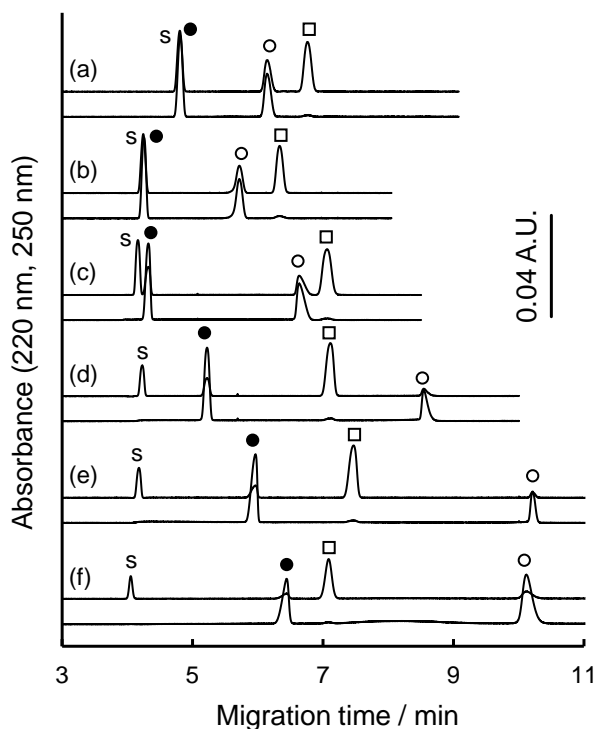 s ● ○ □
(a)
s ● ○ □
(b)
s ● ○ □
(c)
s ● □ ○
(d)
s ● □ ○
(e)
s ● □ ○
(f)
Absorbance (220 nm, 250 nm)
0.04 A.U.
3 5 7 9 11
Migration time / min